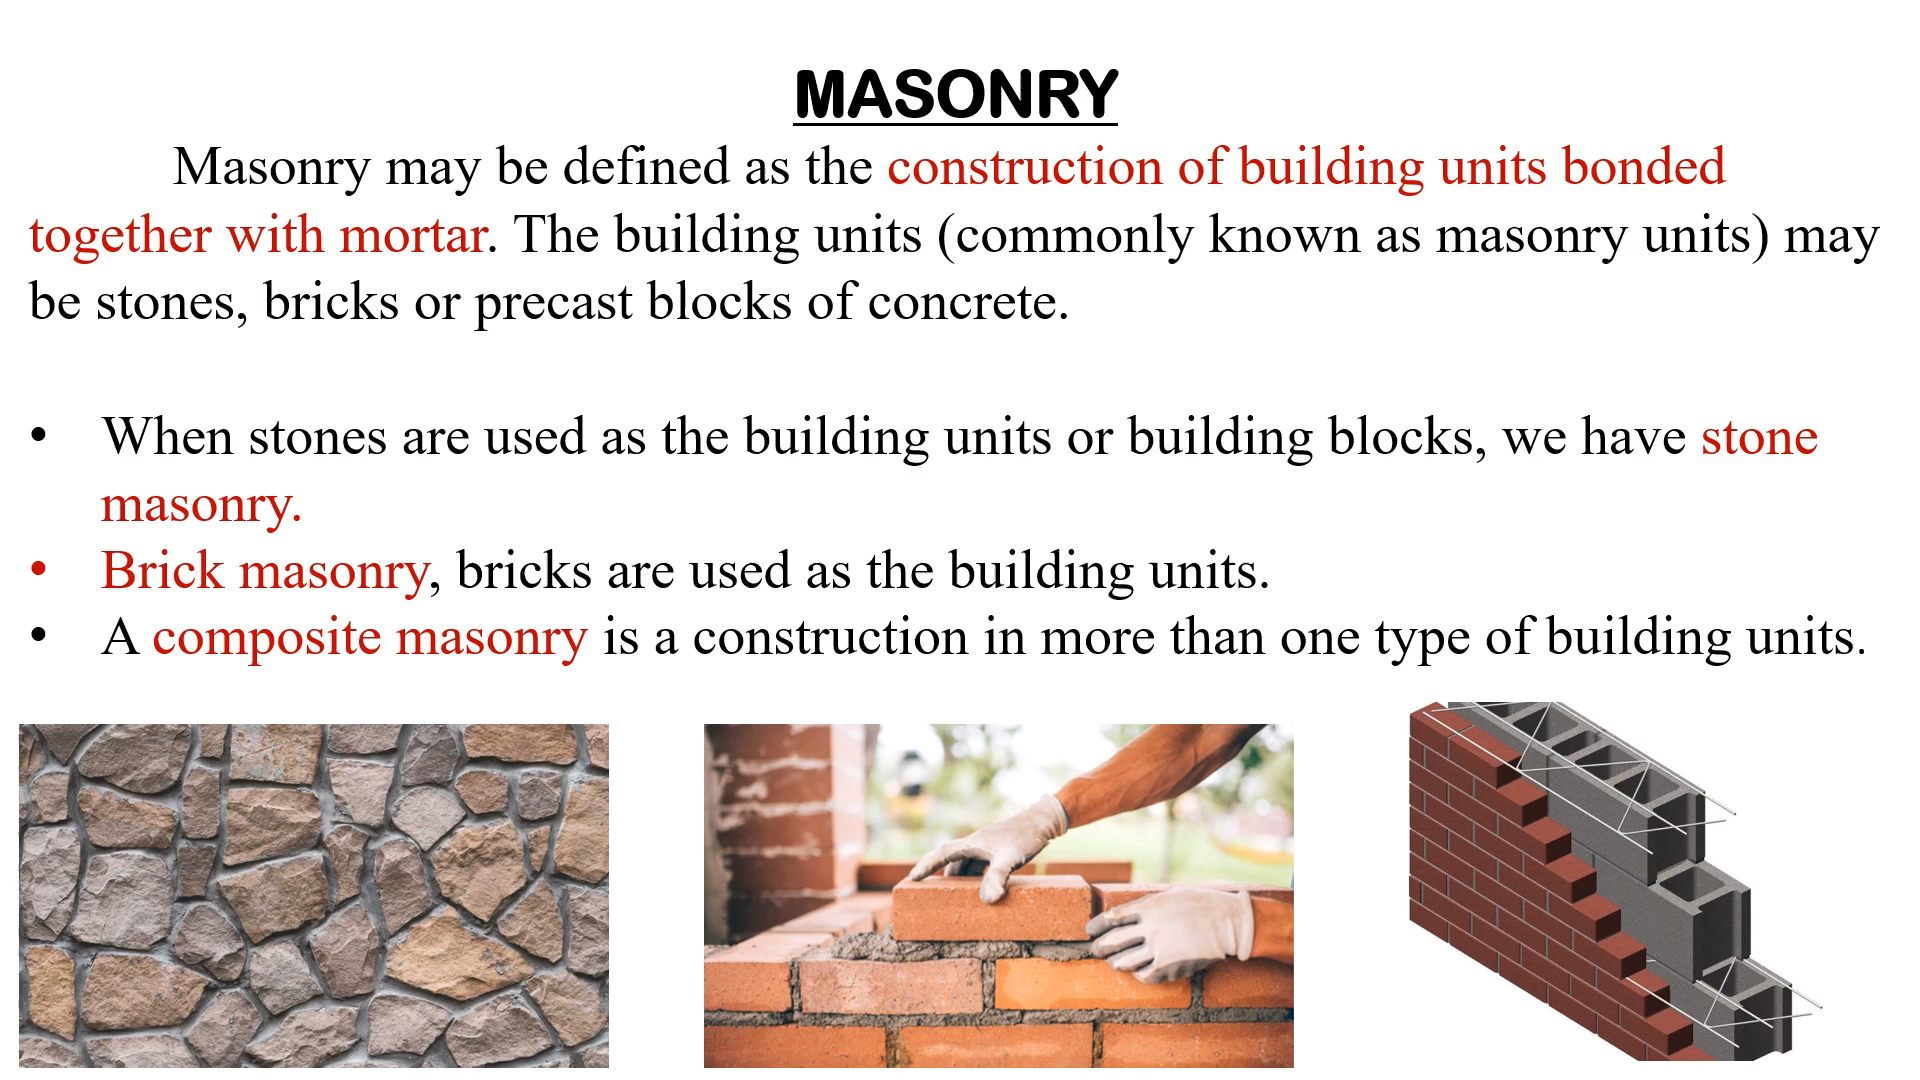 MASONRY
Masonry may be defined as the construction of building units bonded
together with mortar. The building units (commonly known as masonry units) may
be stones, bricks or precast blocks of concrete.
• When stones are used as the building units or building blocks, we have stone
masonry.
• Brick masonry, bricks are used as the building units.
• A composite masonry is a construction in more than one type of building units.